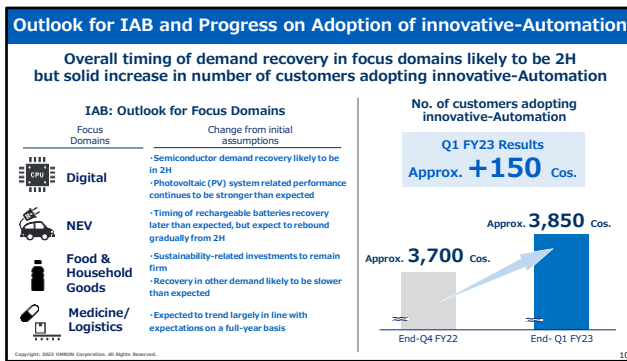 Outlook for IAB and Progress on Adoption of innovative-Automation
Overall timing of demand recovery in focus domains likely to be 2H
but solid increase in number of customers adopting innovative-Automation
IAB: Outlook for Focus Domains
Focus
Domains
Change from initial
assumptions
CPU
Digital
・Semiconductor demand recovery likely to be
in 2H
・Photovoltaic (PV) system related performance
continues to be stronger than expected
NEV
・Timing of rechargeable batteries recovery
later than expected, but expect to rebound
gradually from 2H
Food &
Household
Goods
・Sustainability-related investments to remain
firm
・Recovery in other demand likely to be slower
than expected
Medicine/
Logistics
・Expected to trend largely in line with
expectations on a full-year basis
No. of customers adopting
innovative-Automation
Q1 FY23 Results
Approx. +150 Cos.
Approx. 3,850 Cos.
Approx. 3,700 Cos.
End-Q4 FY22
End- Q1 FY23
Copyright: 2023 OMRON Corporation. All Rights Reserved.
10